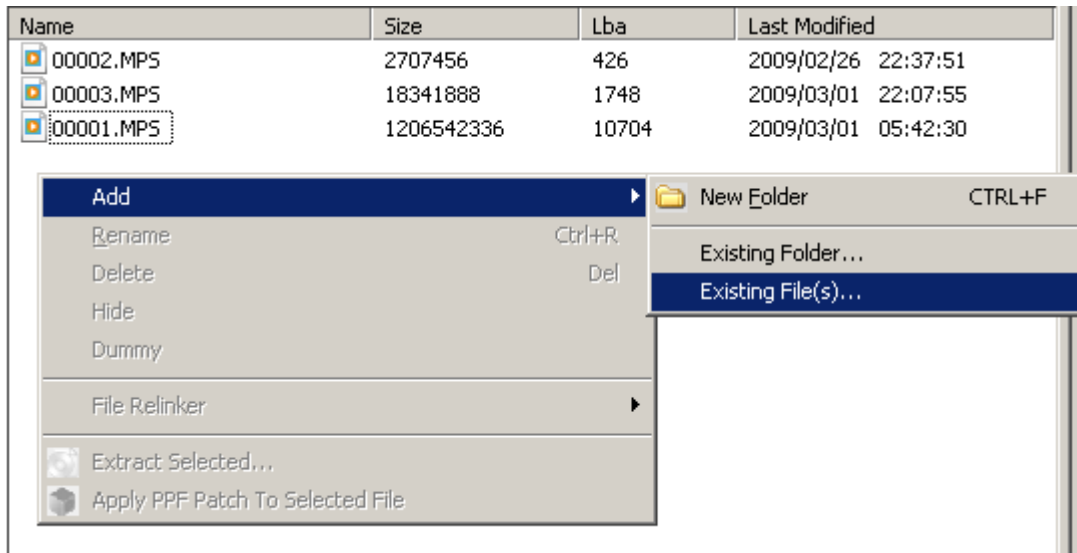 Name Size Lba Last Modified
00002.MPS 2707456 426 2009/02/26 22:37:51
00003.MPS 18341888 1748 2009/03/01 22:07:55
00001.MPS 1206542336 10704 2009/03/01 05:42:30
Add
Rename Ctrl+R
Delete Del
Hide
Dummy
File Relinker
Extract Selected...
Apply PPF Patch To Selected File
New Folder CTRL+F
Existing Folder...
Existing File(s)...